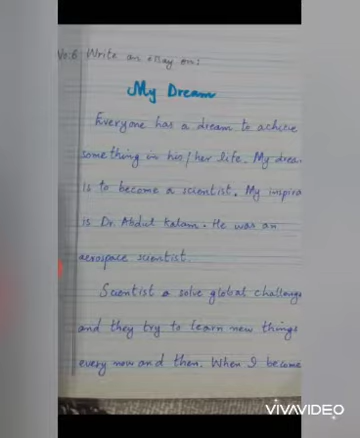 No.6 Write an essay on:
My Dream
Everyone has a dream to achieve
something in his/her life. My drea
is to become a scientist. My inspira
is Dr. Abdul Kalam. He was an
aerospace scientist.
Scientist a solve global challenge
and they try to learn new things
every now and then. When I become
VIVAVIDEO